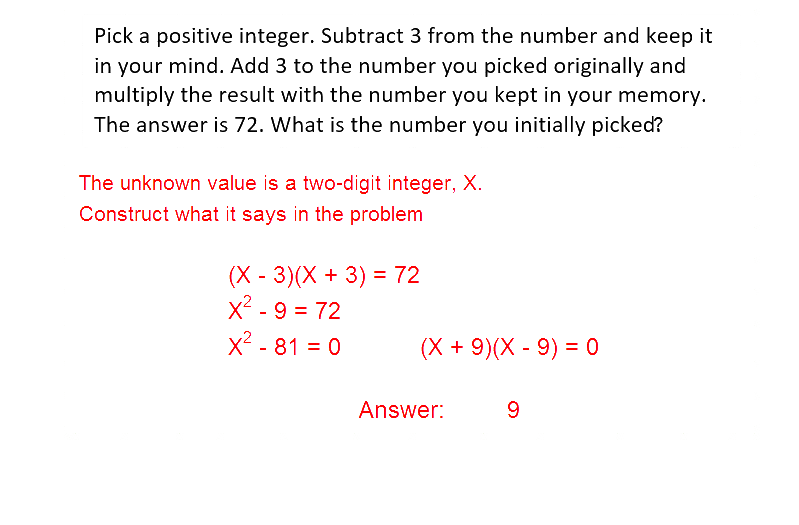 Pick a positive integer. Subtract 3 from the number and keep it
in your mind. Add 3 to the number you picked originally and
multiply the result with the number you kept in your memory.
The answer is 72. What is the number you initially picked?
The unknown value is a two-digit integer, X.
Construct what it says in the problem
(X - 3)(X + 3) = 72
X² - 9 = 72
X² - 81 = 0 (X + 9)(X - 9) = 0
Answer: 9